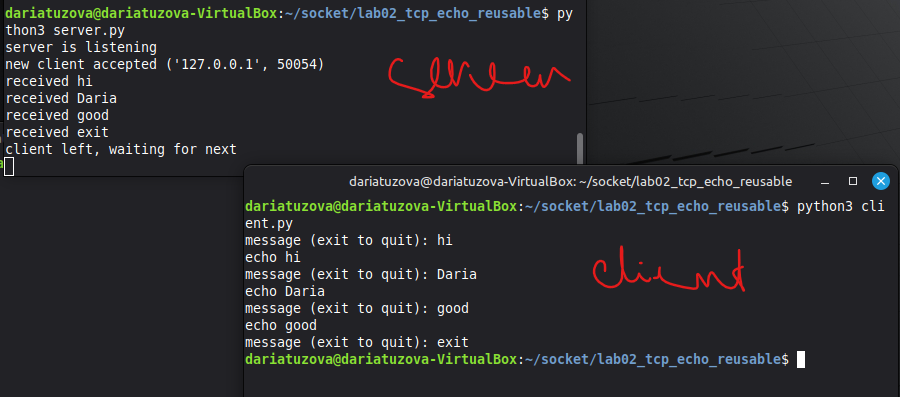 dariatuzova@dariatuzova-VirtualBox:~/socket/lab02_tcp_echo_reusable$ py
thon3 server.py
server is listening
new client accepted ('127.0.0.1', 50054)
received hi
received Daria
received good
received exit
client left, waiting for next
dariatuzova@dariatuzova-VirtualBox: ~/socket/lab02_tcp_echo_reusable
dariatuzova@dariatuzova-VirtualBox:~/socket/lab02_tcp_echo_reusable$ python3 cli
ent.py
message (exit to quit): hi
echo hi
message (exit to quit): Daria
echo Daria
message (exit to quit): good
echo good
message (exit to quit): exit
dariatuzova@dariatuzova-VirtualBox:~/socket/lab02_tcp_echo_reusable$
client